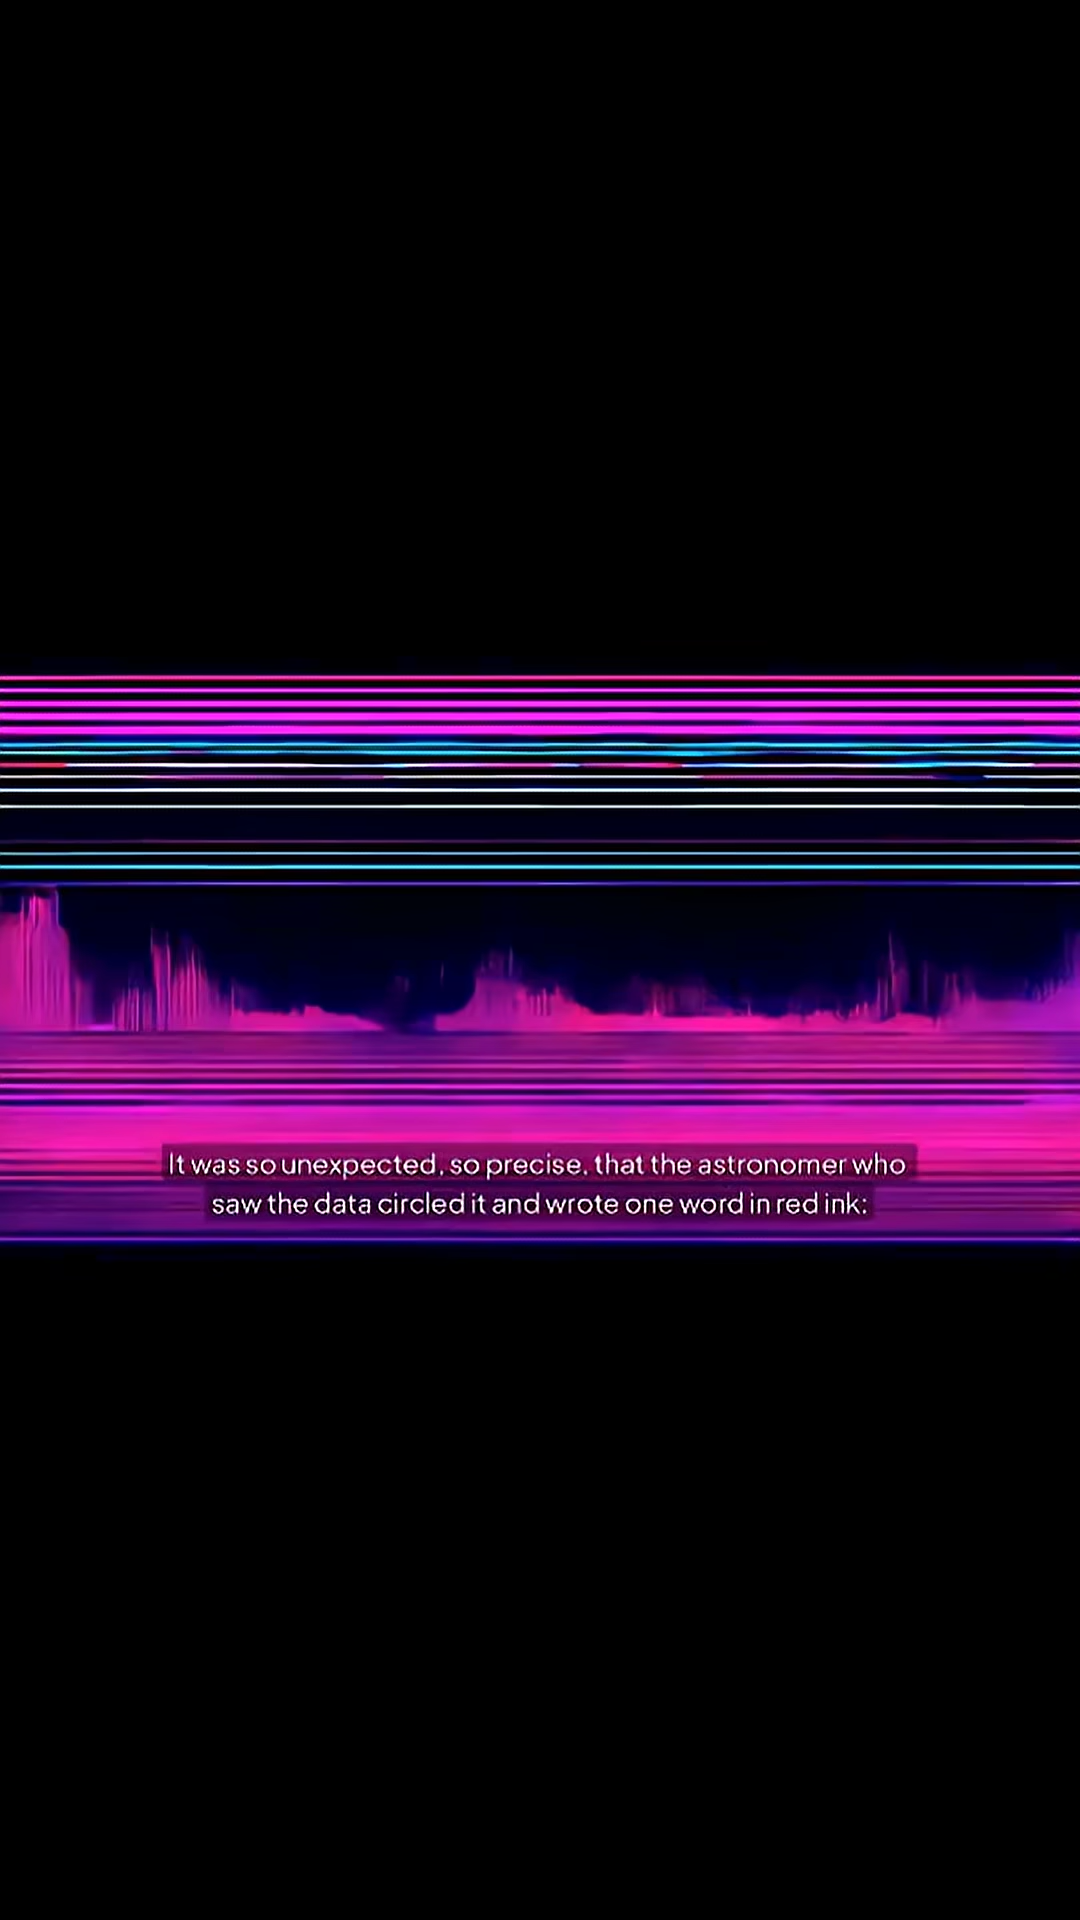 It was so unexpected, so precise, that the astronomer who
saw the data circled it and wrote one word in red ink: